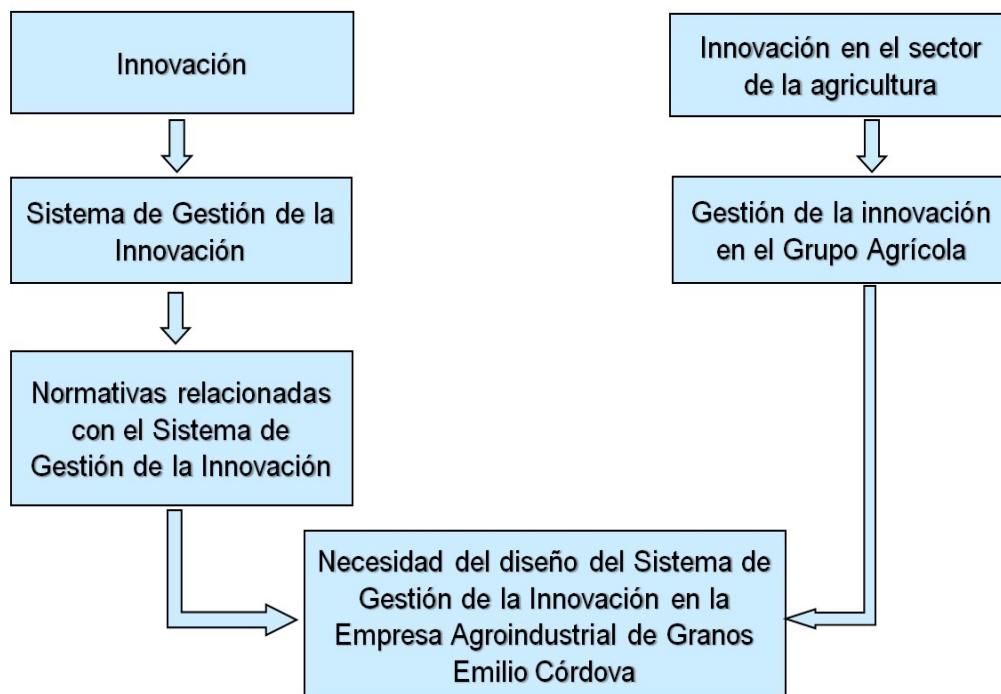 Innovación
Sistema de Gestión de la
Innovación
Normativas relacionadas
con el Sistema de
Gestión de la Innovación
Innovación en el sector
de la agricultura
Gestión de la innovación
en el Grupo Agrícola
Necesidad del diseño del Sistema de
Gestión de la Innovación en la
Empresa Agroindustrial de Granos
Emilio Córdova